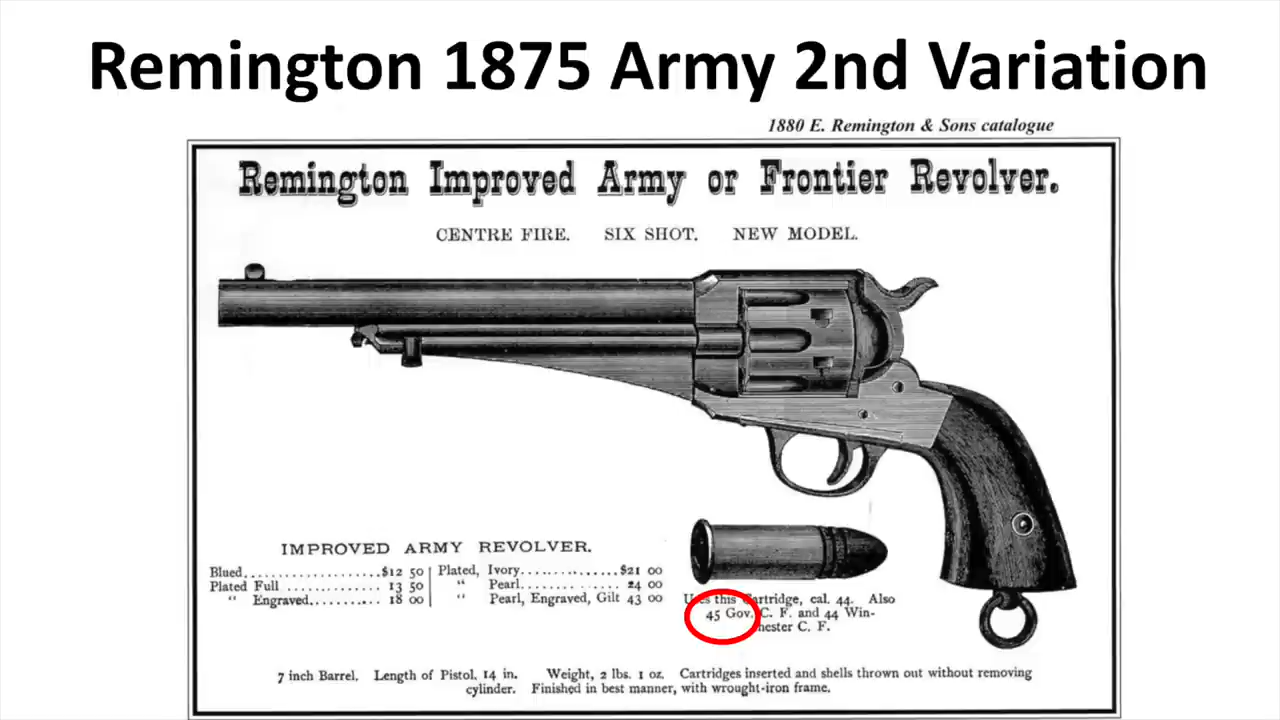 Remington 1875 Army 2nd Variation
1880 E. Remington & Sons catalogue
Remington Improved Army or Frontier Revolver.
CENTRE FIRE. SIX SHOT. NEW MODEL.
IMPROVED ARMY REVOLVER.
Blued....................$12 50
Plated Full ............. 13 50
" Engraved........... 18 00
Plated, Ivory..............$21 00
" Pearl............... 24 00
" Pearl, Engraved, Gilt 43 00
Uses this Cartridge, cal. 44. Also
45 Gov. C. F. and 44 Win-
chester C. F.
7 inch Barrel. Length of Pistol, 14 in. Weight, 2 lbs. 1 oz. Cartridges inserted and shells thrown out without removing
cylinder. Finished in best manner, with wrought-iron frame.